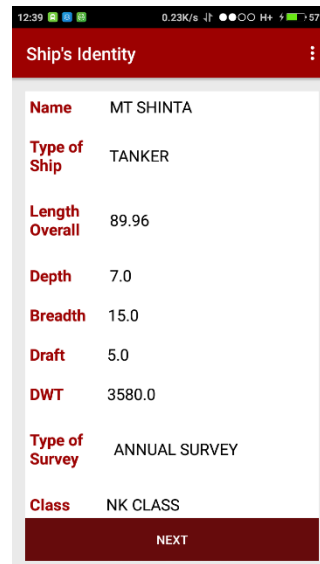 12:39 0.23K/s H+ 57
Ship's Identity
Name MT SHINTA
Type of
Ship TANKER
Length
Overall 89.96
Depth 7.0
Breadth 15.0
Draft 5.0
DWT 3580.0
Type of
Survey ANNUAL SURVEY
Class NK CLASS
NEXT